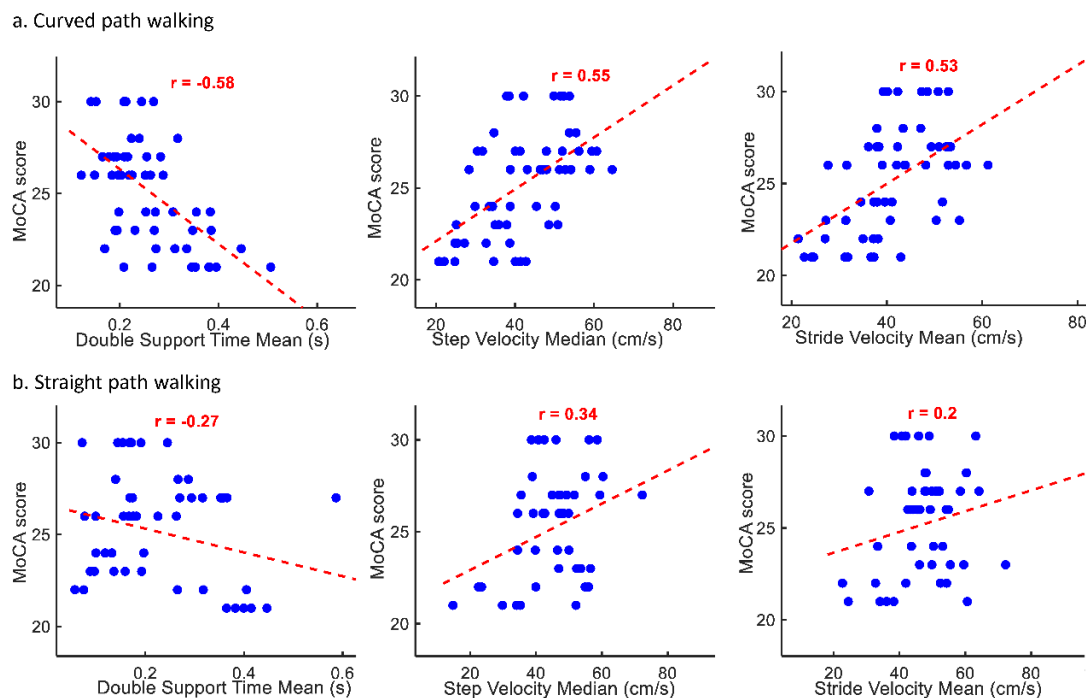 a. Curved path walking
r = -0.58
MoCA score
30
25
20
0.2
0.4
0.6
Double Support Time Mean (s)
r = 0.55
MoCA score
30
25
20
20
40
60
80
Step Velocity Median (cm/s)
r = 0.53
MoCA score
30
25
20
20
40
60
80
Stride Velocity Mean (cm/s)
b. Straight path walking
r = -0.27
MoCA score
30
25
20
0.2
0.4
0.6
Double Support Time Mean (s)
r = 0.34
MoCA score
30
25
20
20
40
60
80
Step Velocity Median (cm/s)
r = 0.2
MoCA score
30
25
20
20
40
60
80
Stride Velocity Mean (cm/s)